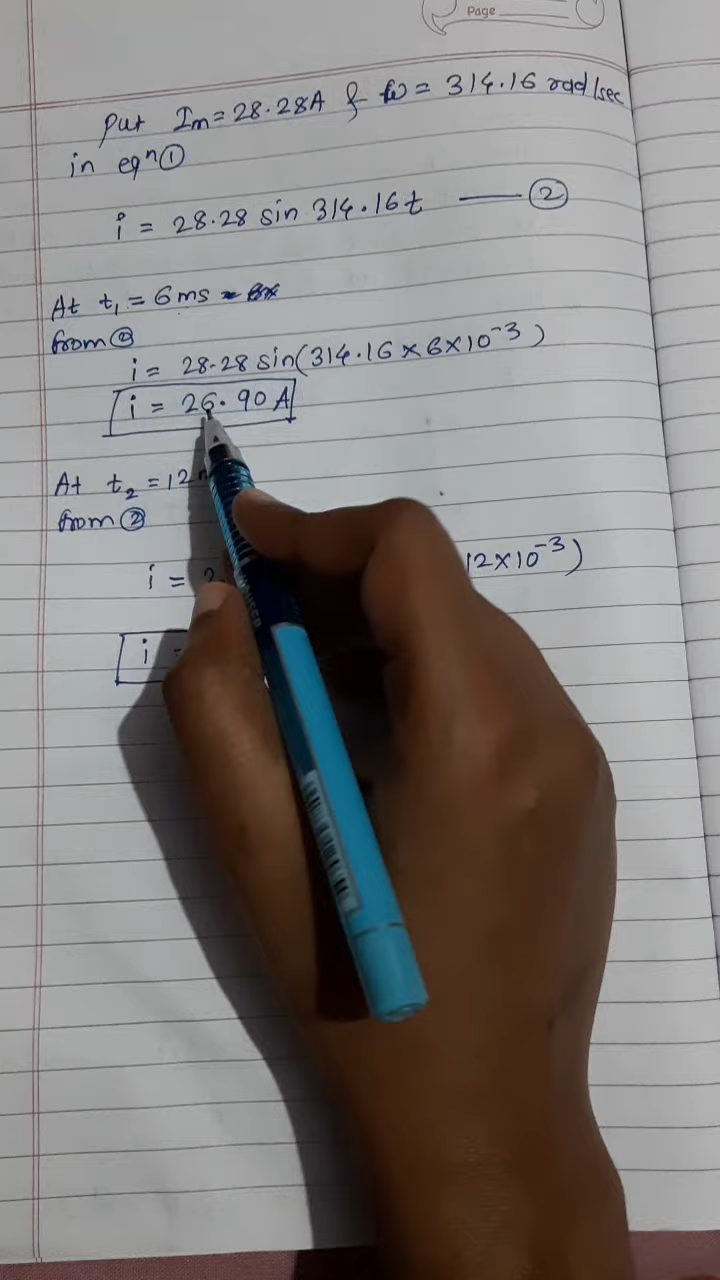 Page
Put Im = 28.28A & ω = 314.16 rad/sec
in eqⁿ ①
i = 28.28 sin 314.16t —— ②
At t₁ = 6ms
from ②
i = 28.28 sin(314.16 × 6×10⁻³)
i = 26.90 A
At t₂ = 12
from ②
i = 12×10⁻³)
i